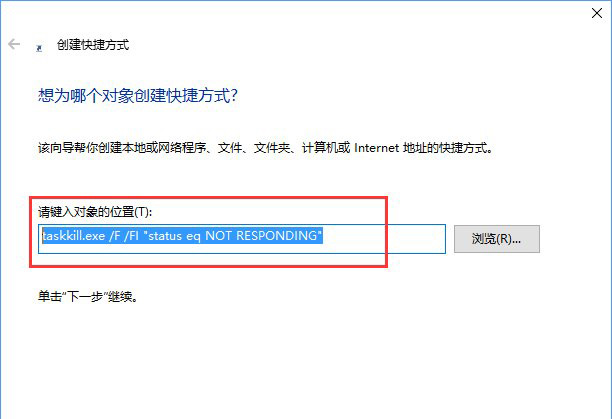 创建快捷方式
想为哪个对象创建快捷方式?
该向导帮你创建本地或网络程序、文件、文件夹、计算机或 Internet 地址的快捷方式。
请键入对象的位置(T):
taskkill.exe /F /FI "status eq NOT RESPONDING"
浏览(R)...
单击"下一步"继续。